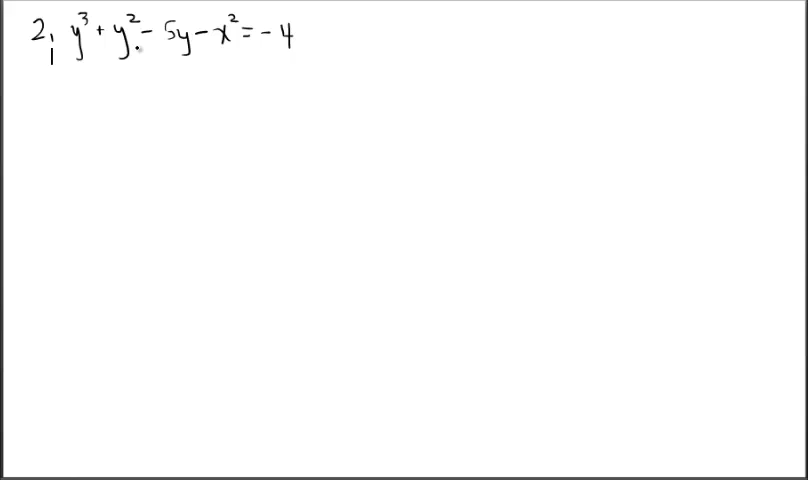 2. y³ + y² - 5y - x² = -4